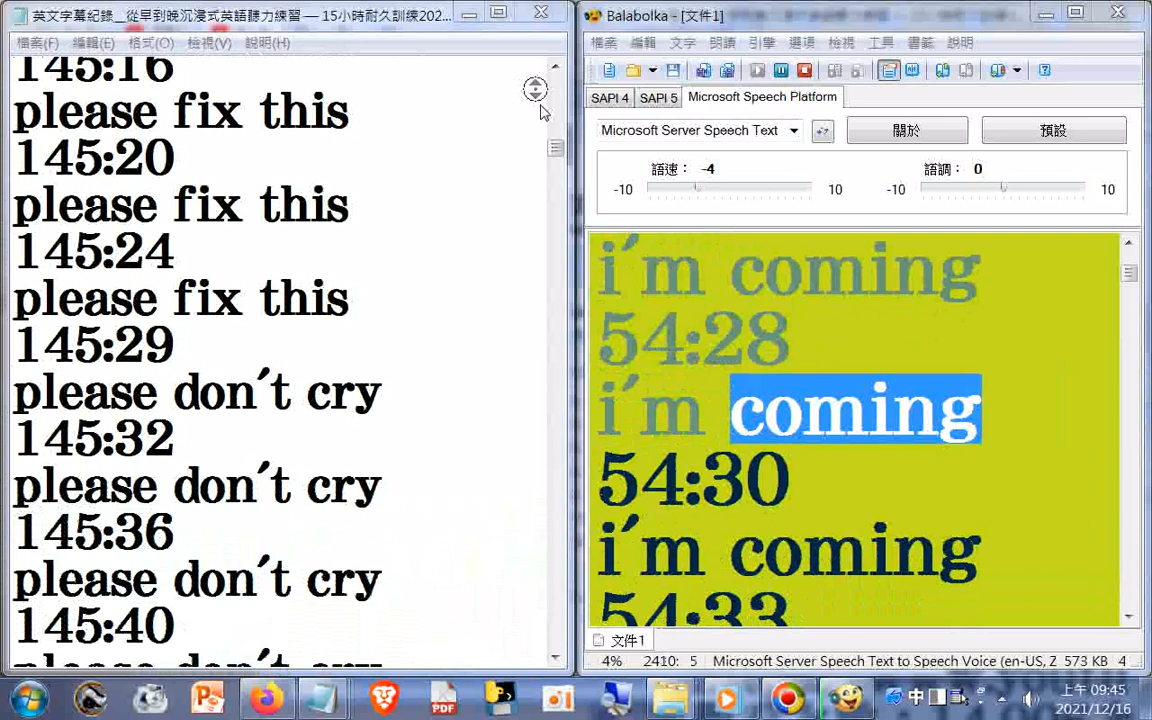 英文字幕紀錄__從早到晚沉浸式英語聽力練習 — 15小時耐久訓練202...
檔案(F) 編輯(E) 格式(O) 檢視(V) 說明(H)
145:16
please fix this
145:20
please fix this
145:24
please fix this
145:29
please don't cry
145:32
please don't cry
145:36
please don't cry
145:40
please don't cry
Balabolka - [文件1]
檔案 編輯 文字 朗讀 引擎 選項 檢視 工具 書籤 說明
SAPI 4 SAPI 5 Microsoft Speech Platform
Microsoft Server Speech Text 關於 預設
語速： -4 語調： 0
-10 10 -10 10
i'm coming
54:28
i'm coming
54:30
i'm coming
54:33
文件1
4% 2410: 5 Microsoft Server Speech Text to Speech Voice (en-US, Z 573 KB 4
中 上午 09:45
2021/12/16